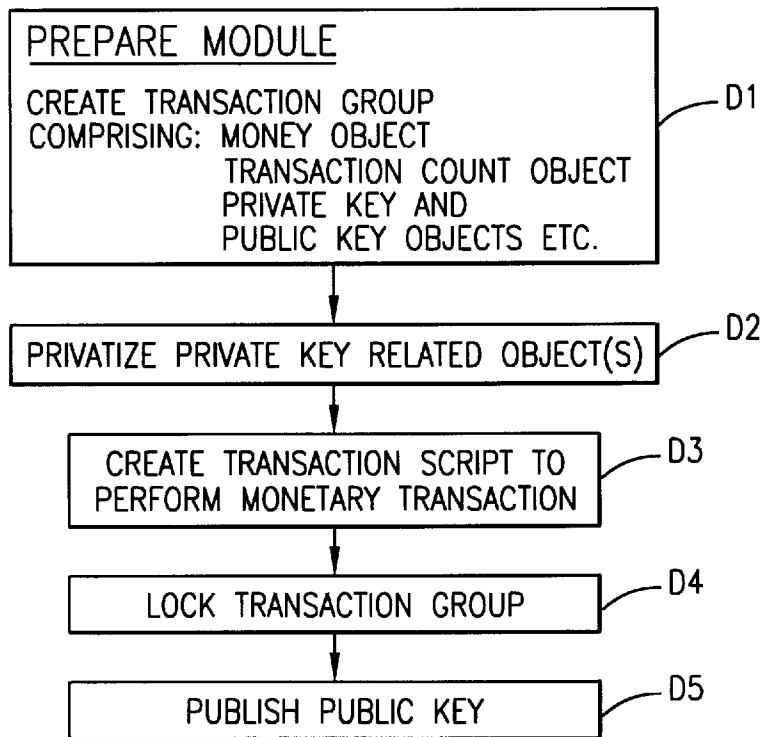 PREPARE MODULE
CREATE TRANSACTION GROUP
COMPRISING: MONEY OBJECT
TRANSACTION COUNT OBJECT
PRIVATE KEY AND
PUBLIC KEY OBJECTS ETC.
D1
PRIVATIZE PRIVATE KEY RELATED OBJECT(S)
D2
CREATE TRANSACTION SCRIPT TO
PERFORM MONETARY TRANSACTION
D3
LOCK TRANSACTION GROUP
D4
PUBLISH PUBLIC KEY
D5